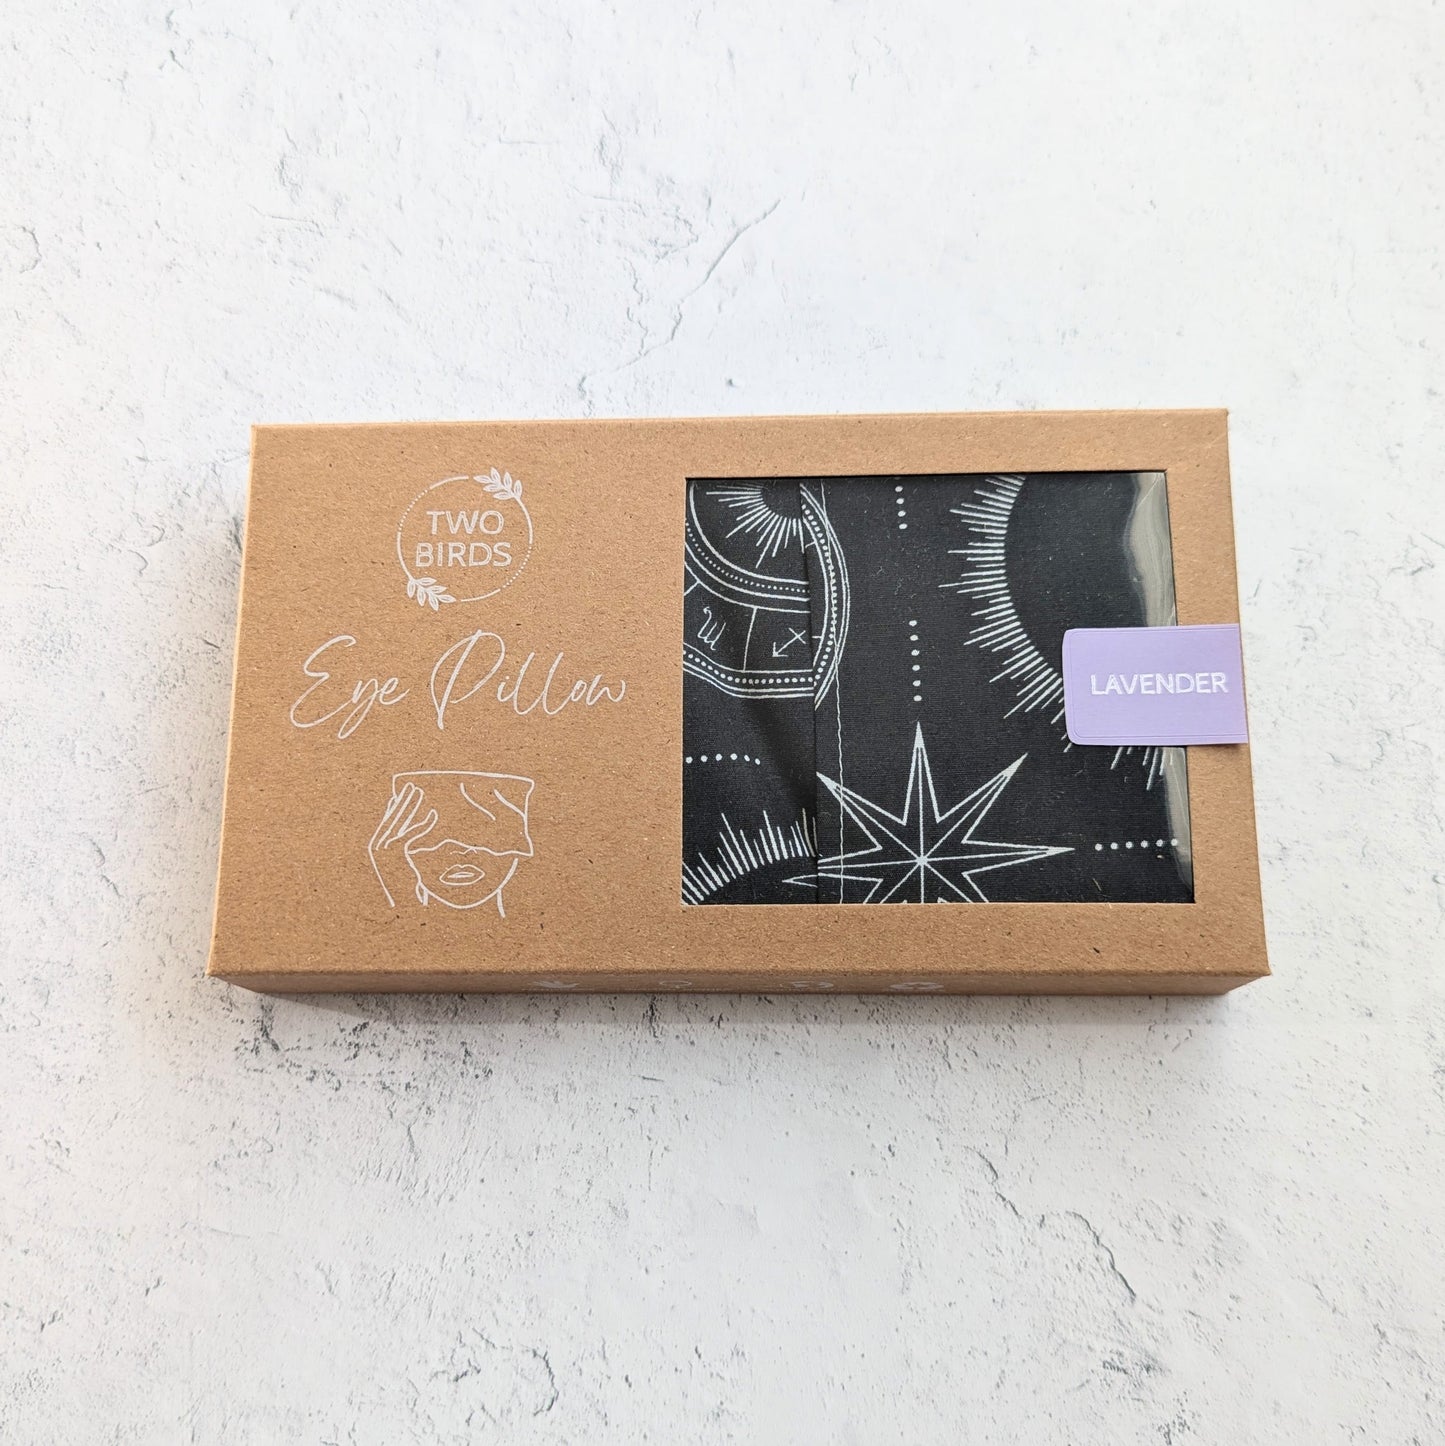 TWO
BIRDS
Eye Pillow
LAVENDER